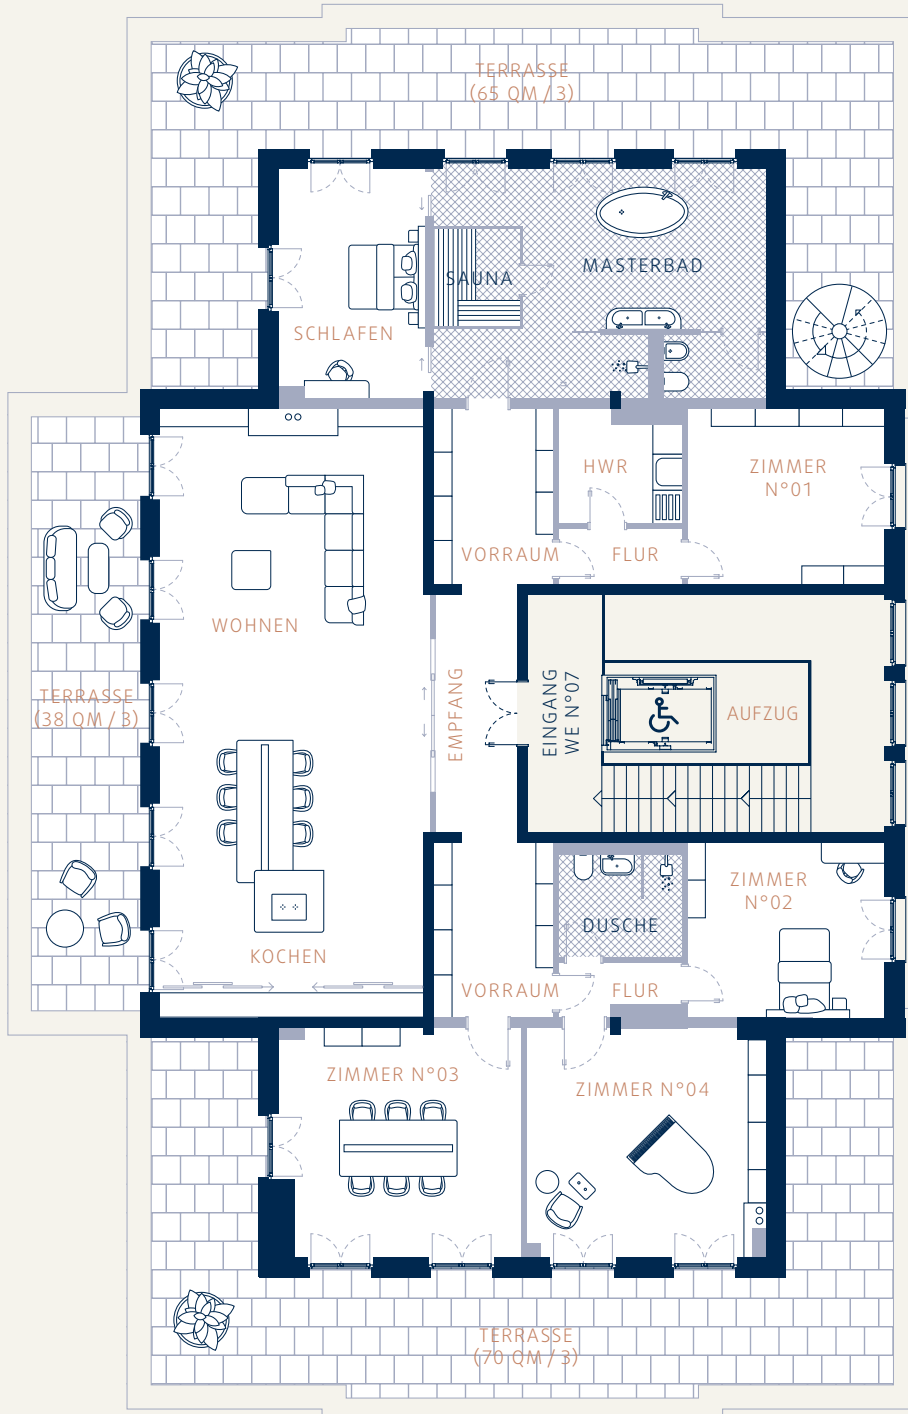 TERRASSE
(65 QM / 3)
SAUNA
MASTERBAD
SCHLAFEN
HWR
ZIMMER
N°01
VORRAUM
FLUR
WOHNEN
TERRASSE
(38 QM / 3)
EMPFANG
EINGANG
WE N°07
AUFZUG
ZIMMER
N°02
DUSCHE
KOCHEN
VORRAUM
FLUR
ZIMMER N°03
ZIMMER N°04
TERRASSE
(70 QM / 3)